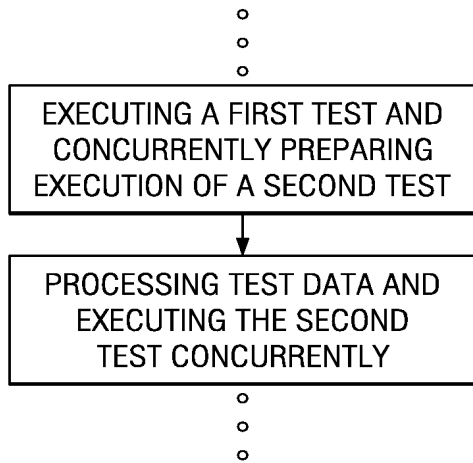 EXECUTING A FIRST TEST AND
CONCURRENTLY PREPARING
EXECUTION OF A SECOND TEST
PROCESSING TEST DATA AND
EXECUTING THE SECOND
TEST CONCURRENTLY